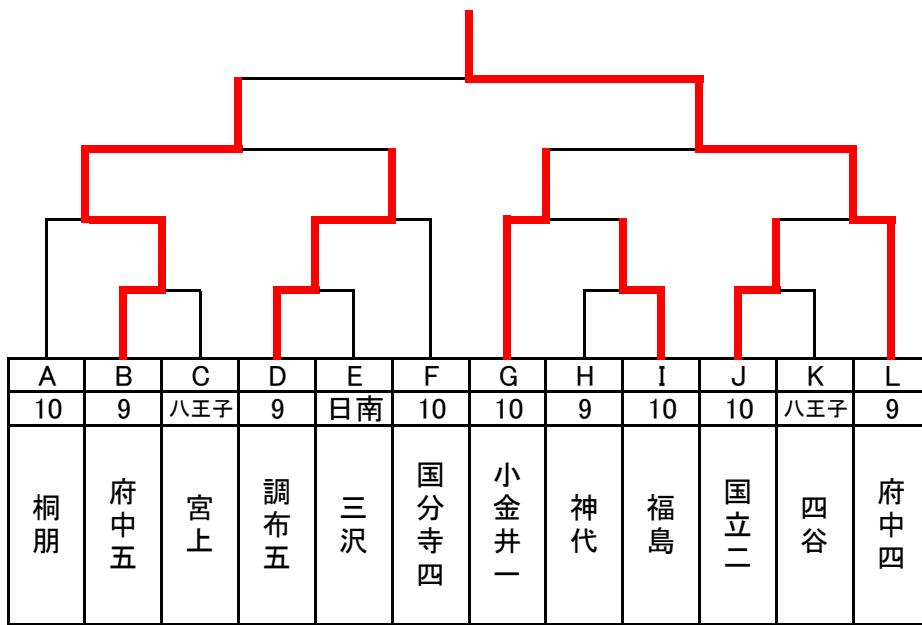 A B C D E F G H I J K L
10 9 八王子 9 日南 10 10 9 10 10 八王子 9
桐朋 府中五 宮上 調布五 三沢 国分寺四 小金井一 神代 福島 国立二 四谷 府中四